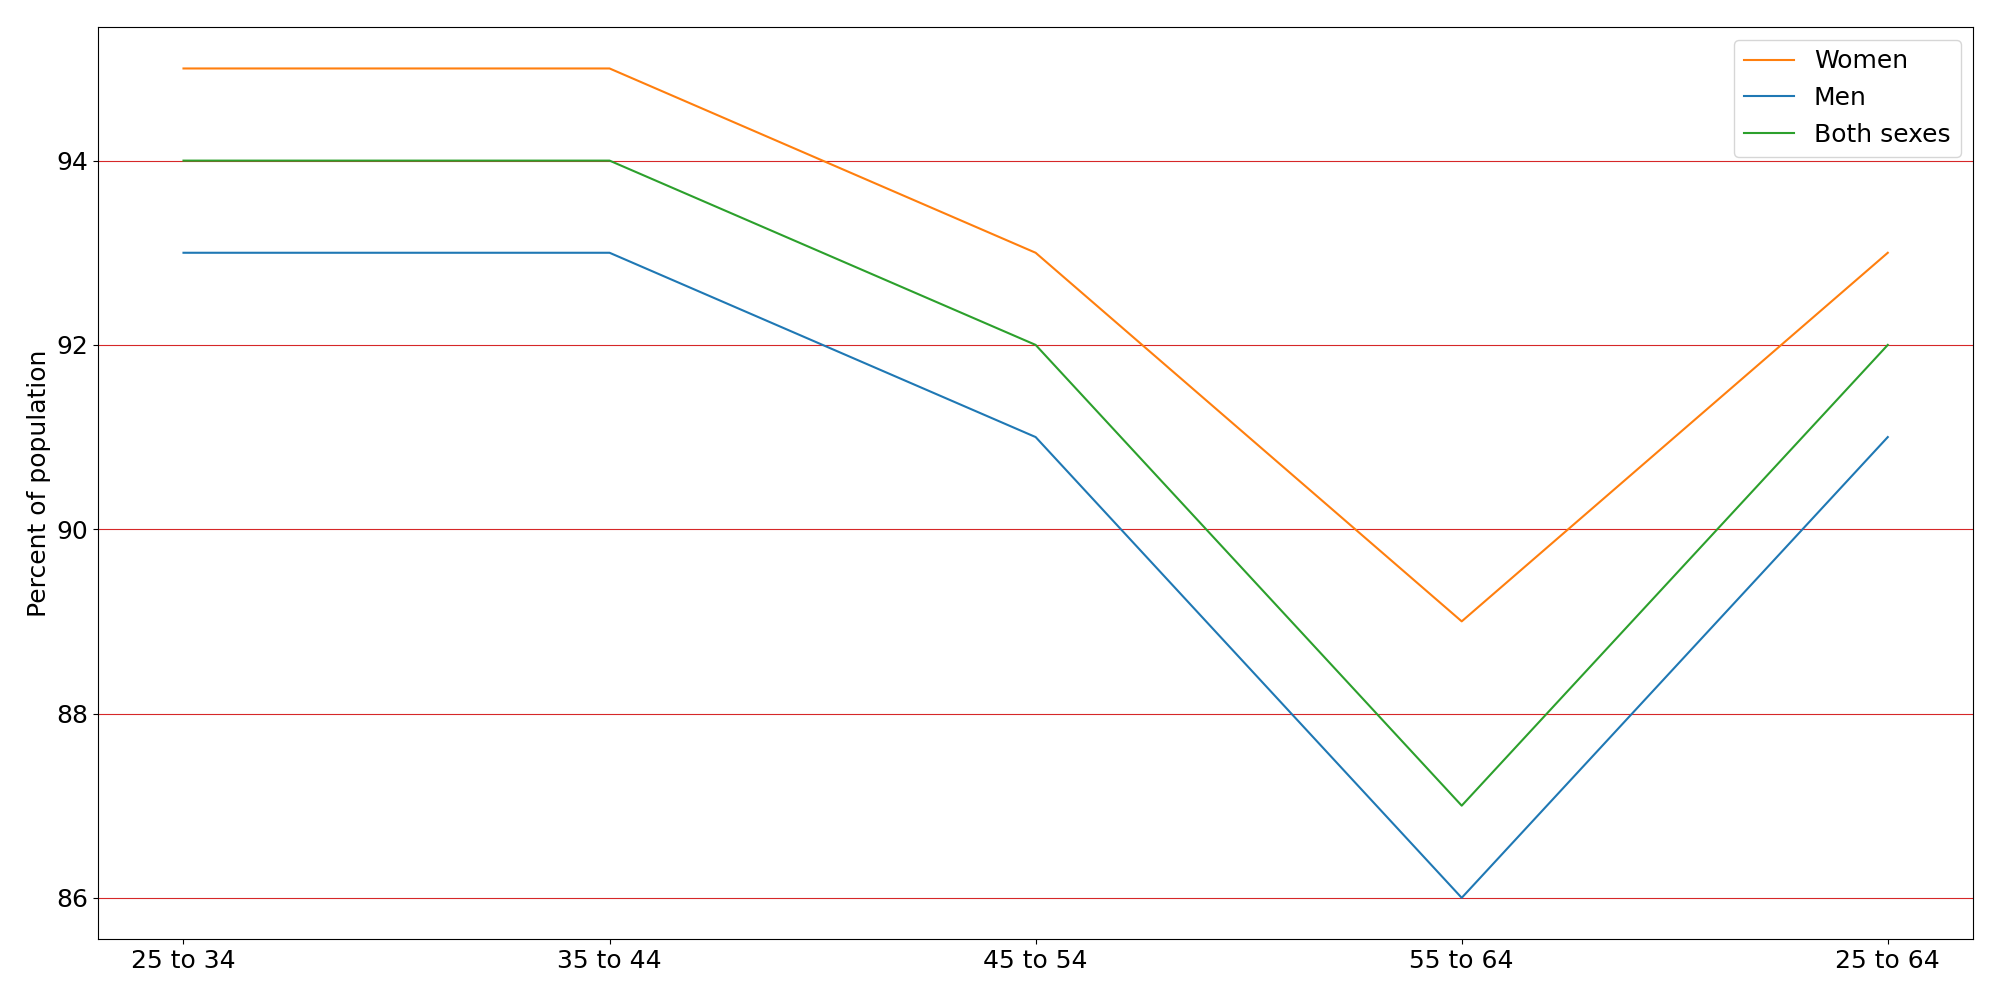 Women
Men
Both sexes
Percent of population
94
92
90
88
86
25 to 34
35 to 44
45 to 54
55 to 64
25 to 64